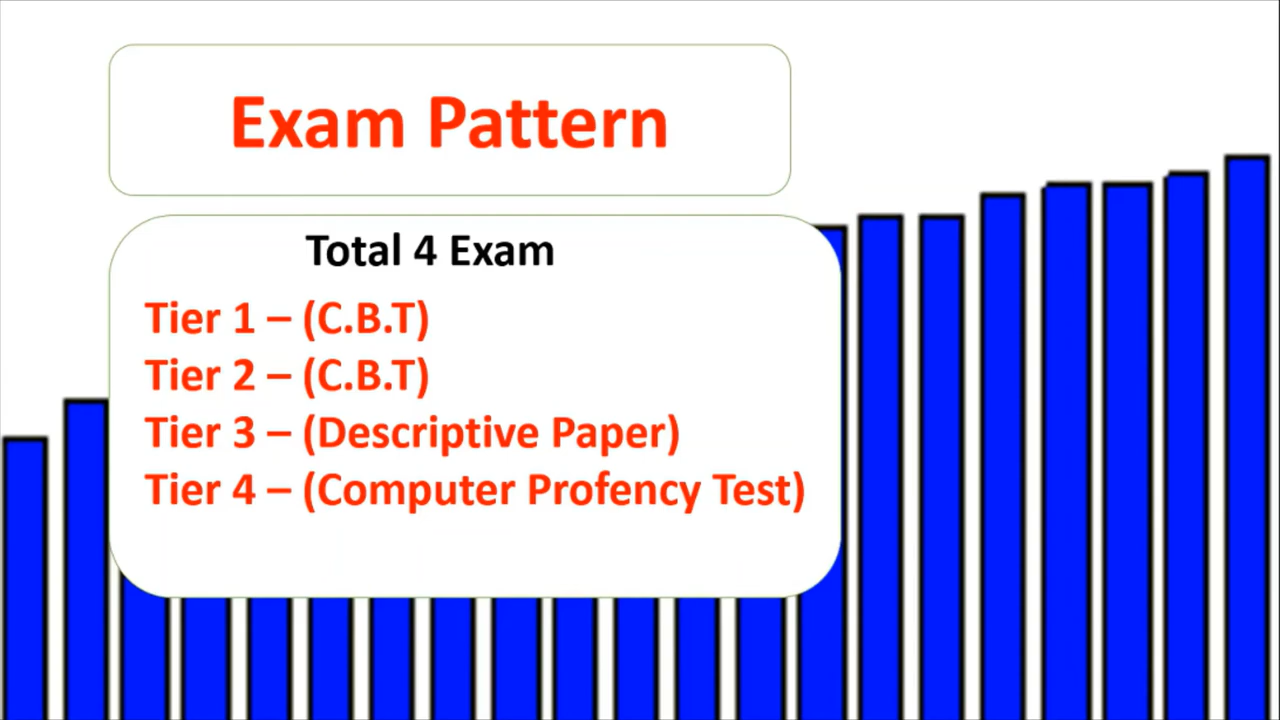 Exam Pattern
Total 4 Exam
Tier 1 – (C.B.T)
Tier 2 – (C.B.T)
Tier 3 – (Descriptive Paper)
Tier 4 – (Computer Profency Test)